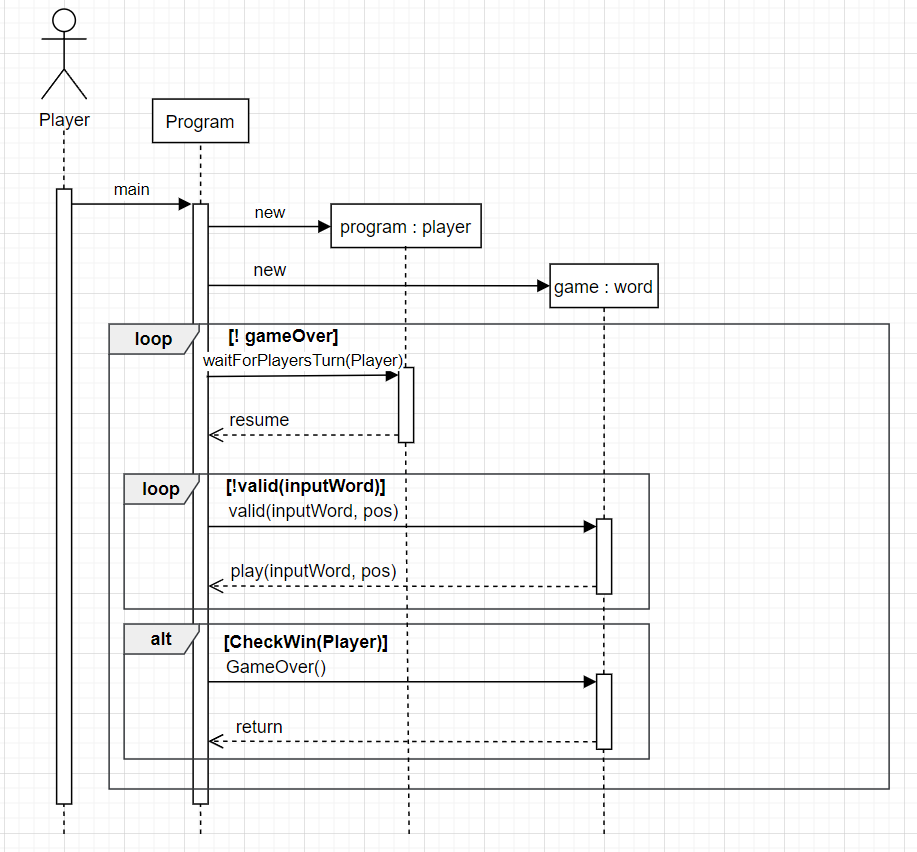 Player
Program
main
new
program : player
new
game : word
loop
[! gameOver]
waitForPlayersTurn(Player)
resume
loop
[!valid(inputWord)]
valid(inputWord, pos)
play(inputWord, pos)
alt
[CheckWin(Player)]
GameOver()
return